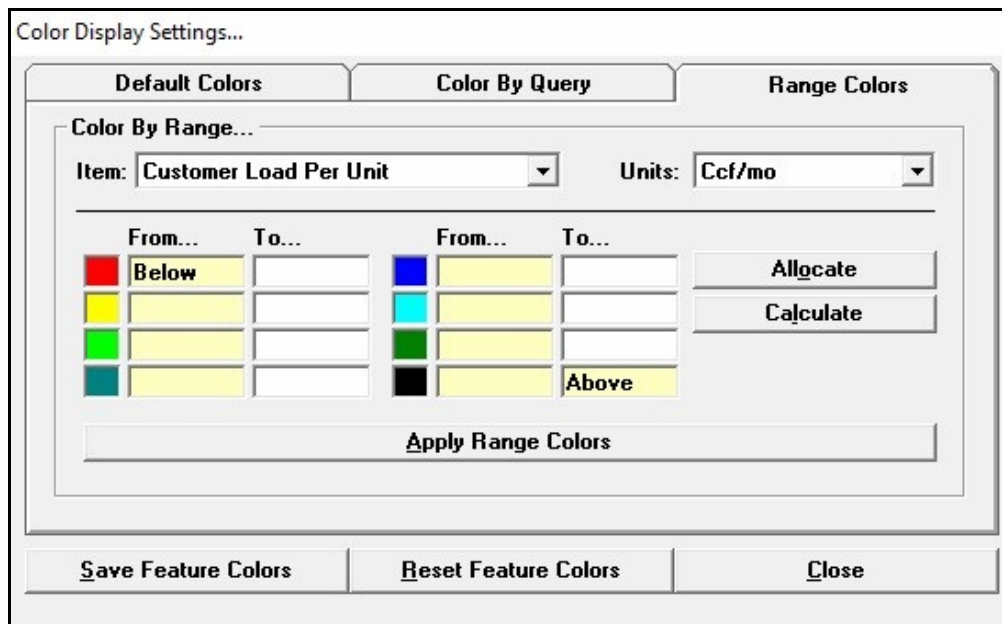 Color Display Settings...
Default Colors Color By Query Range Colors
Color By Range...
Item: Customer Load Per Unit Units: Ccf/mo
From... To... From... To...
Below
Allocate
Calculate
Above
Apply Range Colors
Save Feature Colors Reset Feature Colors Close